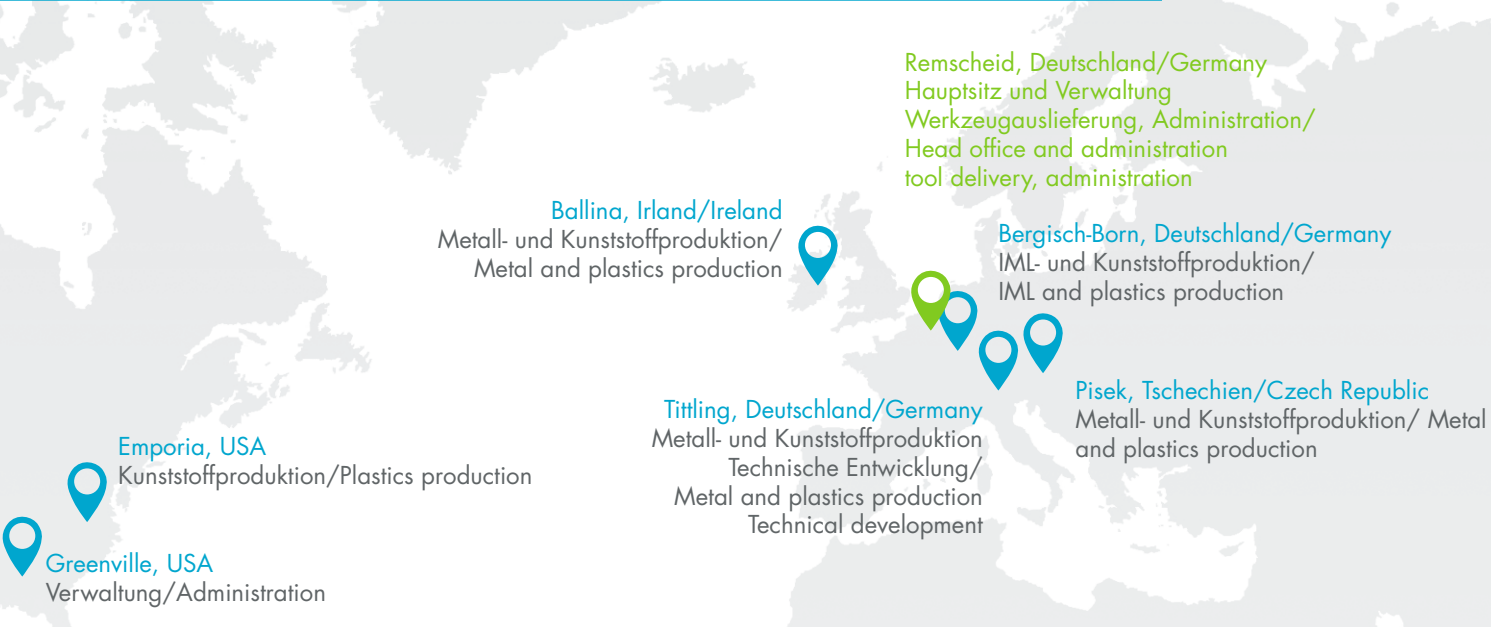 Remscheid, Deutschland/Germany
Hauptsitz und Verwaltung
Werkzeugauslieferung, Administration/
Head office and administration
tool delivery, administration
Ballina, Irland/Ireland
Metall- und Kunststoffproduktion/
Metal and plastics production
Bergisch-Born, Deutschland/Germany
IML- und Kunststoffproduktion/
IML and plastics production
Pisek, Tschechien/Czech Republic
Metall- und Kunststoffproduktion/ Metal
and plastics production
Tittling, Deutschland/Germany
Metall- und Kunststoffproduktion
Technische Entwicklung/
Metal and plastics production
Technical development
Emporia, USA
Kunststoffproduktion/Plastics production
Greenville, USA
Verwaltung/Administration